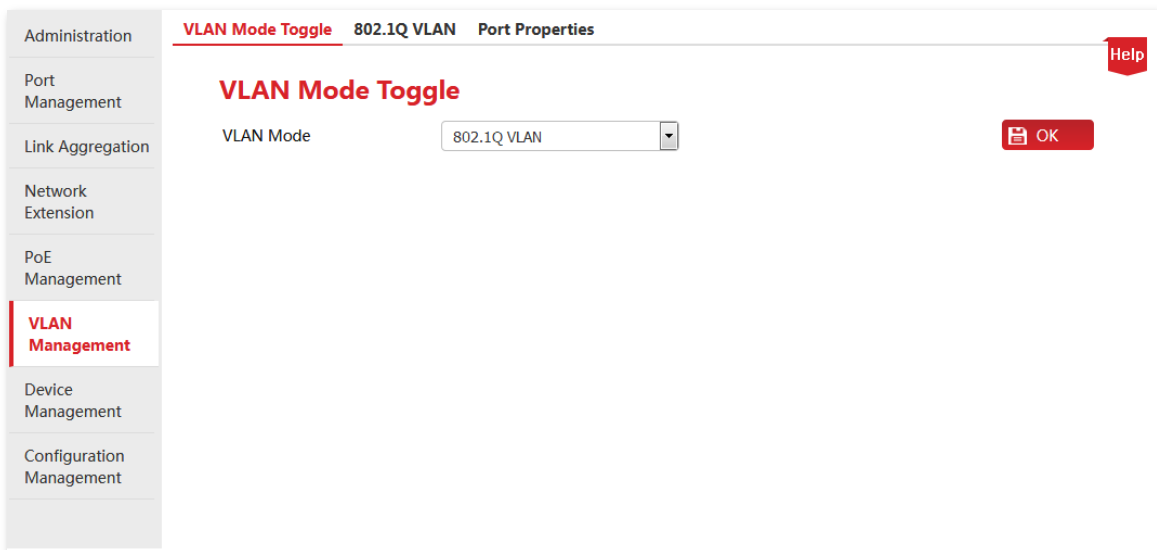 Administration
Port
Management
Link Aggregation
Network
Extension
PoE
Management
VLAN
Management
Device
Management
Configuration
Management
VLAN Mode Toggle 802.1Q VLAN Port Properties
Help
VLAN Mode Toggle
VLAN Mode 802.1Q VLAN OK